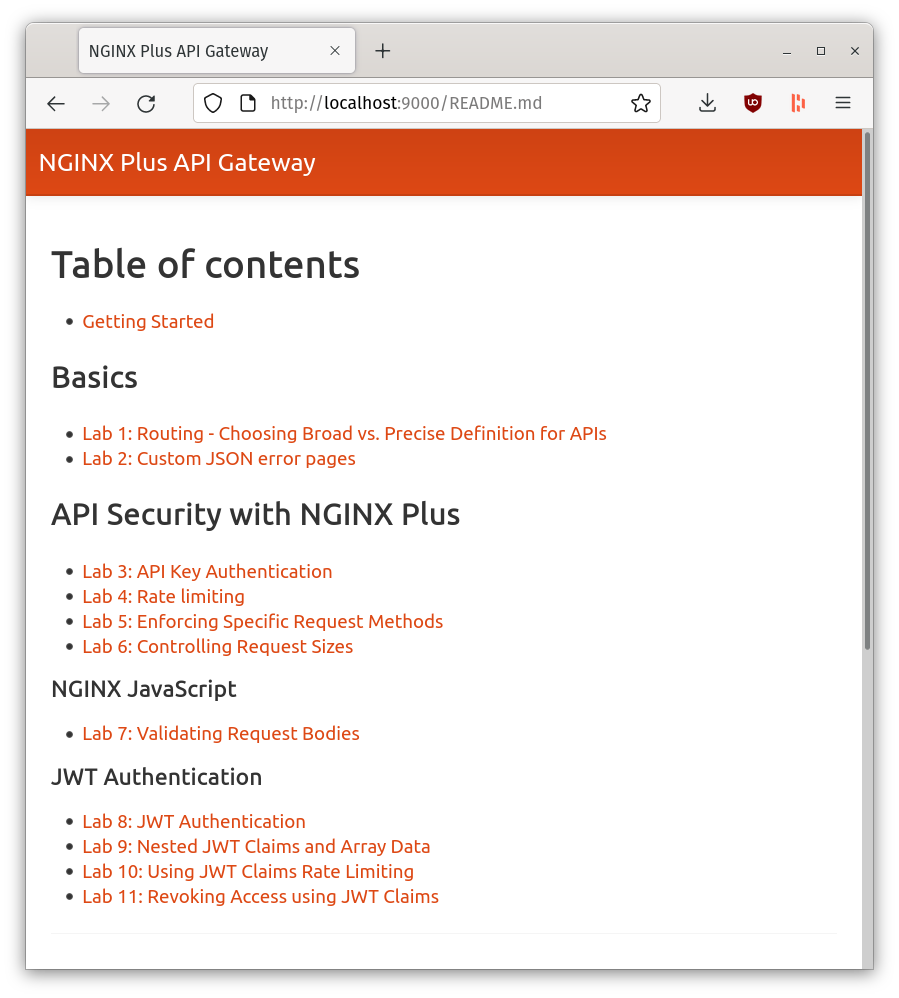 NGINX Plus API Gateway
http://localhost:9000/README.md
NGINX Plus API Gateway
Table of contents
Getting Started
Basics
Lab 1: Routing - Choosing Broad vs. Precise Definition for APIs
Lab 2: Custom JSON error pages
API Security with NGINX Plus
Lab 3: API Key Authentication
Lab 4: Rate limiting
Lab 5: Enforcing Specific Request Methods
Lab 6: Controlling Request Sizes
NGINX JavaScript
Lab 7: Validating Request Bodies
JWT Authentication
Lab 8: JWT Authentication
Lab 9: Nested JWT Claims and Array Data
Lab 10: Using JWT Claims Rate Limiting
Lab 11: Revoking Access using JWT Claims